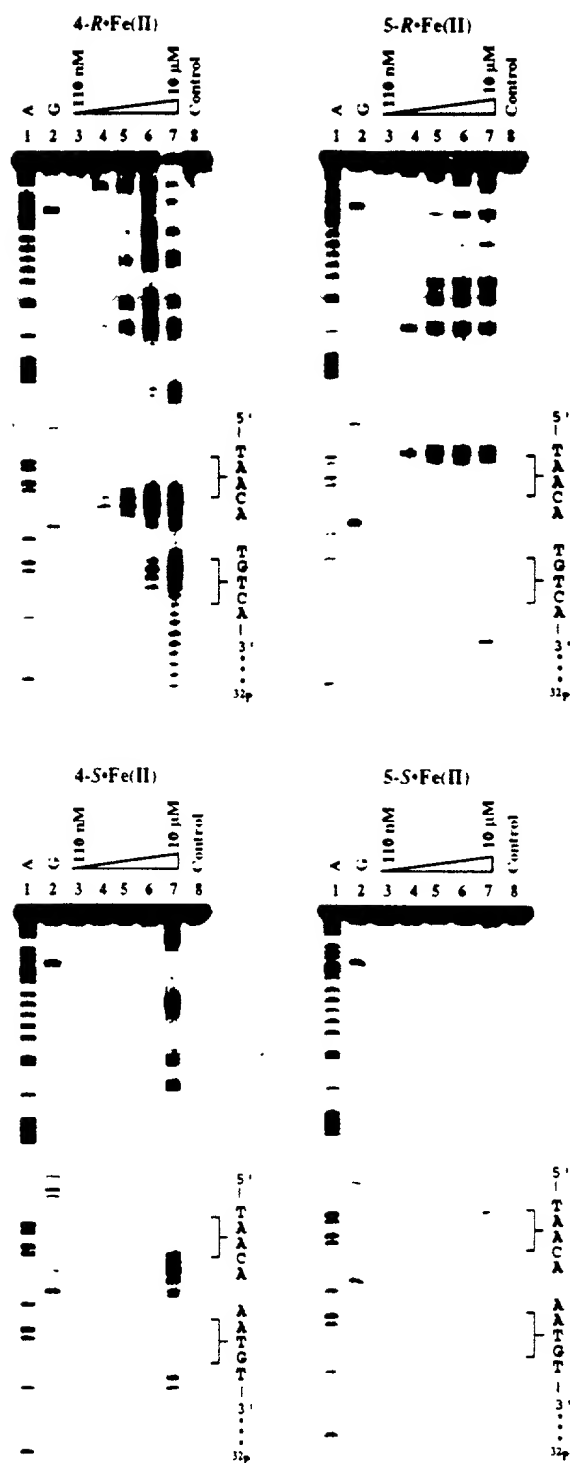 4-R•Fe(II)
110 nM
10 μM
A G Control
1 2 3 4 5 6 7 8
5'
–
T
A
A
C
A
T
G
T
C
A
–
3'
•
•
•
•
32P
5-R•Fe(II)
110 nM
10 μM
A G Control
1 2 3 4 5 6 7 8
5'
–
T
A
A
C
A
T
G
T
C
A
–
3'
•
•
•
•
32P
4-S•Fe(II)
110 nM
10 μM
A G Control
1 2 3 4 5 6 7 8
5'
–
T
A
A
C
A
A
A
T
G
T
–
3'
•
•
•
•
32P
5-S•Fe(II)
110 nM
10 μM
A G Control
1 2 3 4 5 6 7 8
5'
–
T
A
A
C
A
A
A
T
G
T
–
3'
•
•
•
•
32P